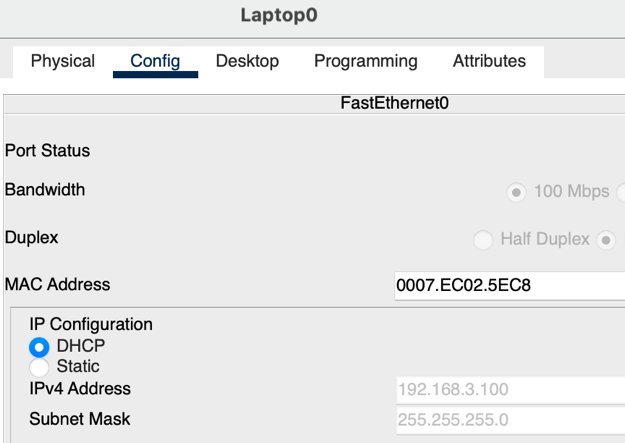 Laptop0
Physical Config Desktop Programming Attributes
FastEthernet0
Port Status
Bandwidth 100 Mbps
Duplex Half Duplex
MAC Address 0007.EC02.5EC8
IP Configuration
DHCP
Static
IPv4 Address 192.168.3.100
Subnet Mask 255.255.255.0